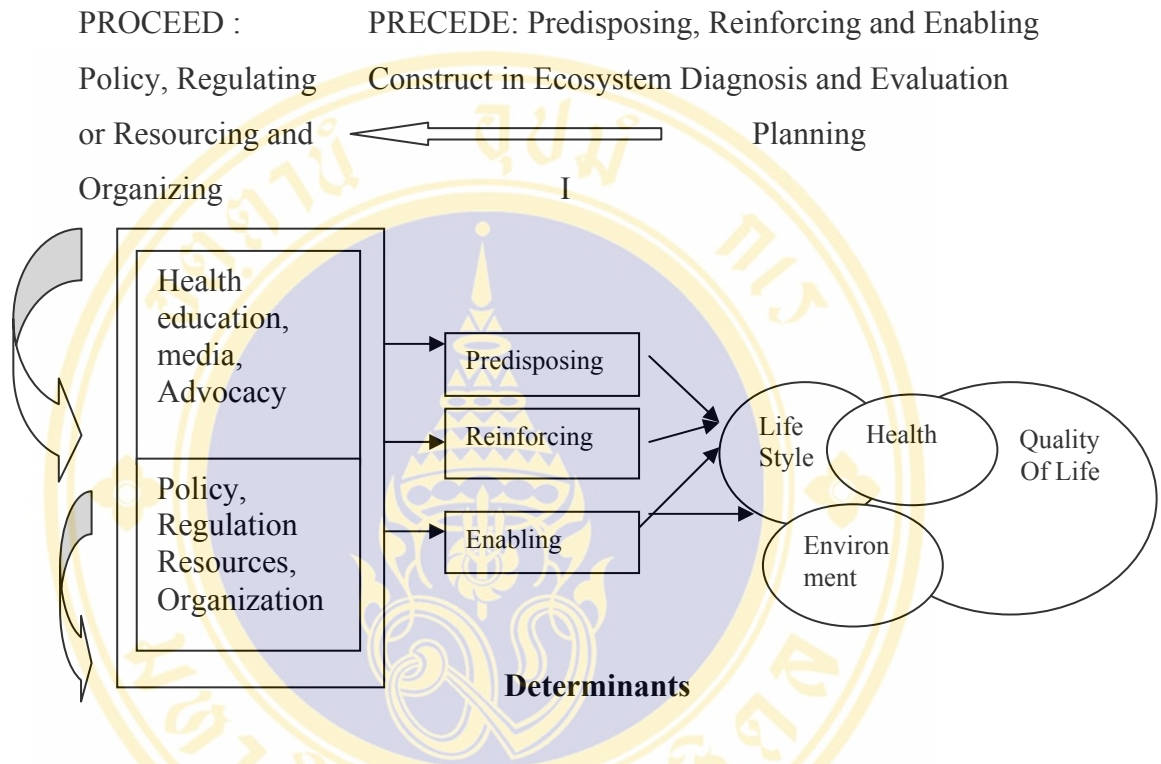 PROCEED : PRECEDE: Predisposing, Reinforcing and Enabling
Policy, Regulating Construct in Ecosystem Diagnosis and Evaluation
or Resourcing and Planning
Organizing I
Health
education,
media,
Advocacy
Policy,
Regulation
Resources,
Organization
Predisposing
Reinforcing
Enabling
Life
Style
Health
Quality
Of Life
Environ
ment
Determinants